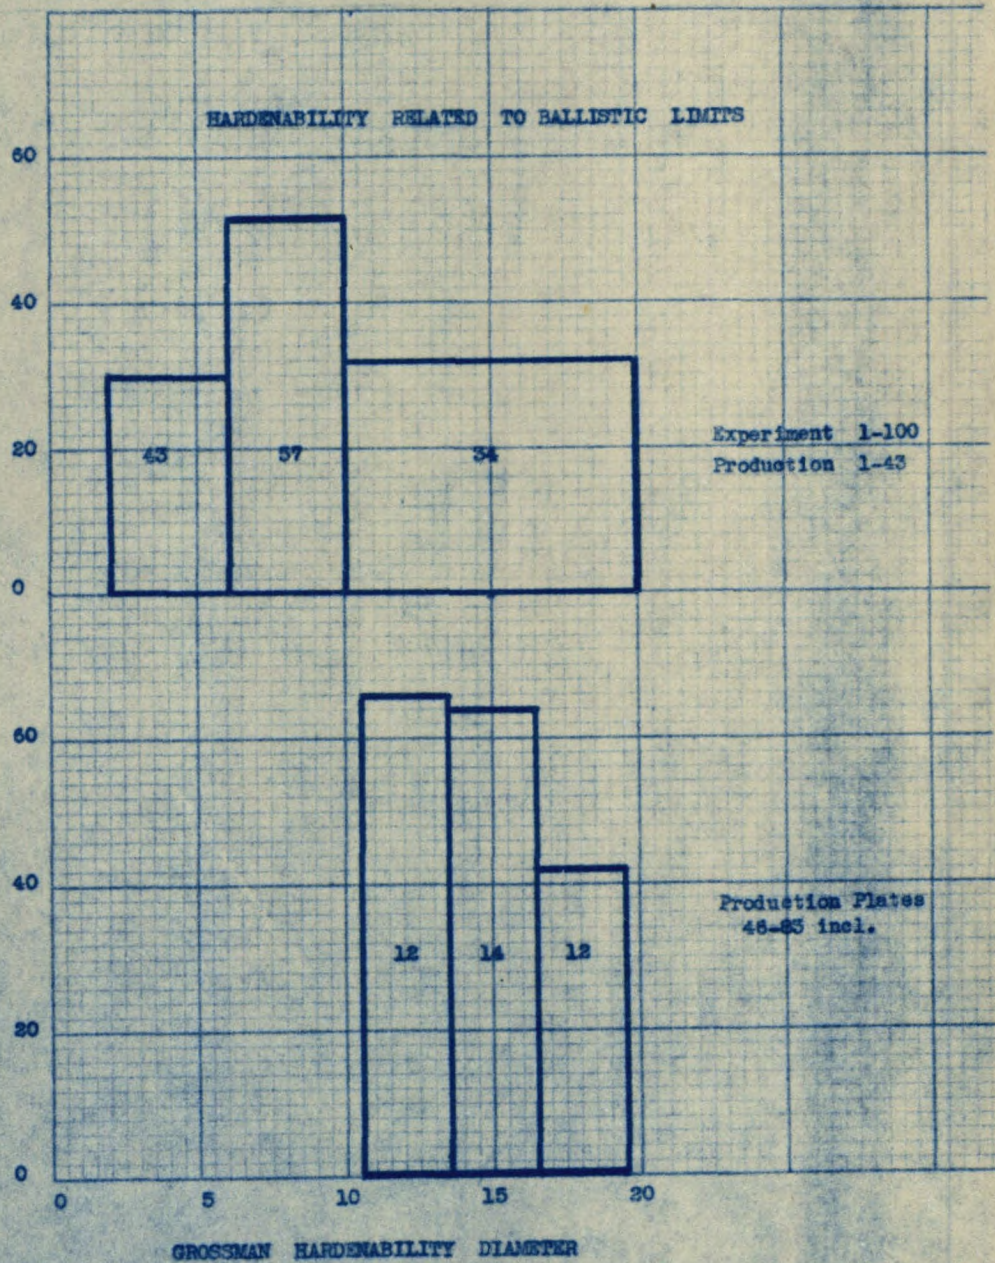 HARDENABILITY RELATED TO BALLISTIC LIMITS
60
40
20
0
43
57
34
Experiment 1-100
Production 1-43
60
40
20
0
12
14
12
Production Plates
46-83 incl.
0 5 10 15 20
GROSSMAN HARDENABILITY DIAMETER